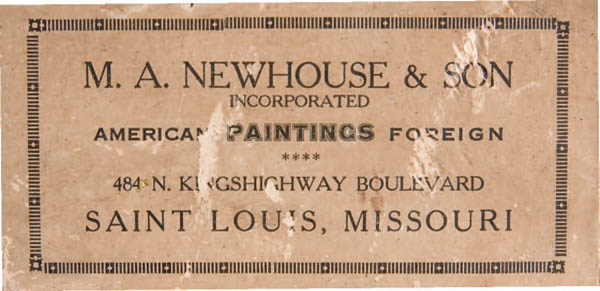 M. A. NEWHOUSE & SON
INCORPORATED
AMERICAN PAINTINGS FOREIGN
****
484 N. KINGSHIGHWAY BOULEVARD
SAINT LOUIS, MISSOURI